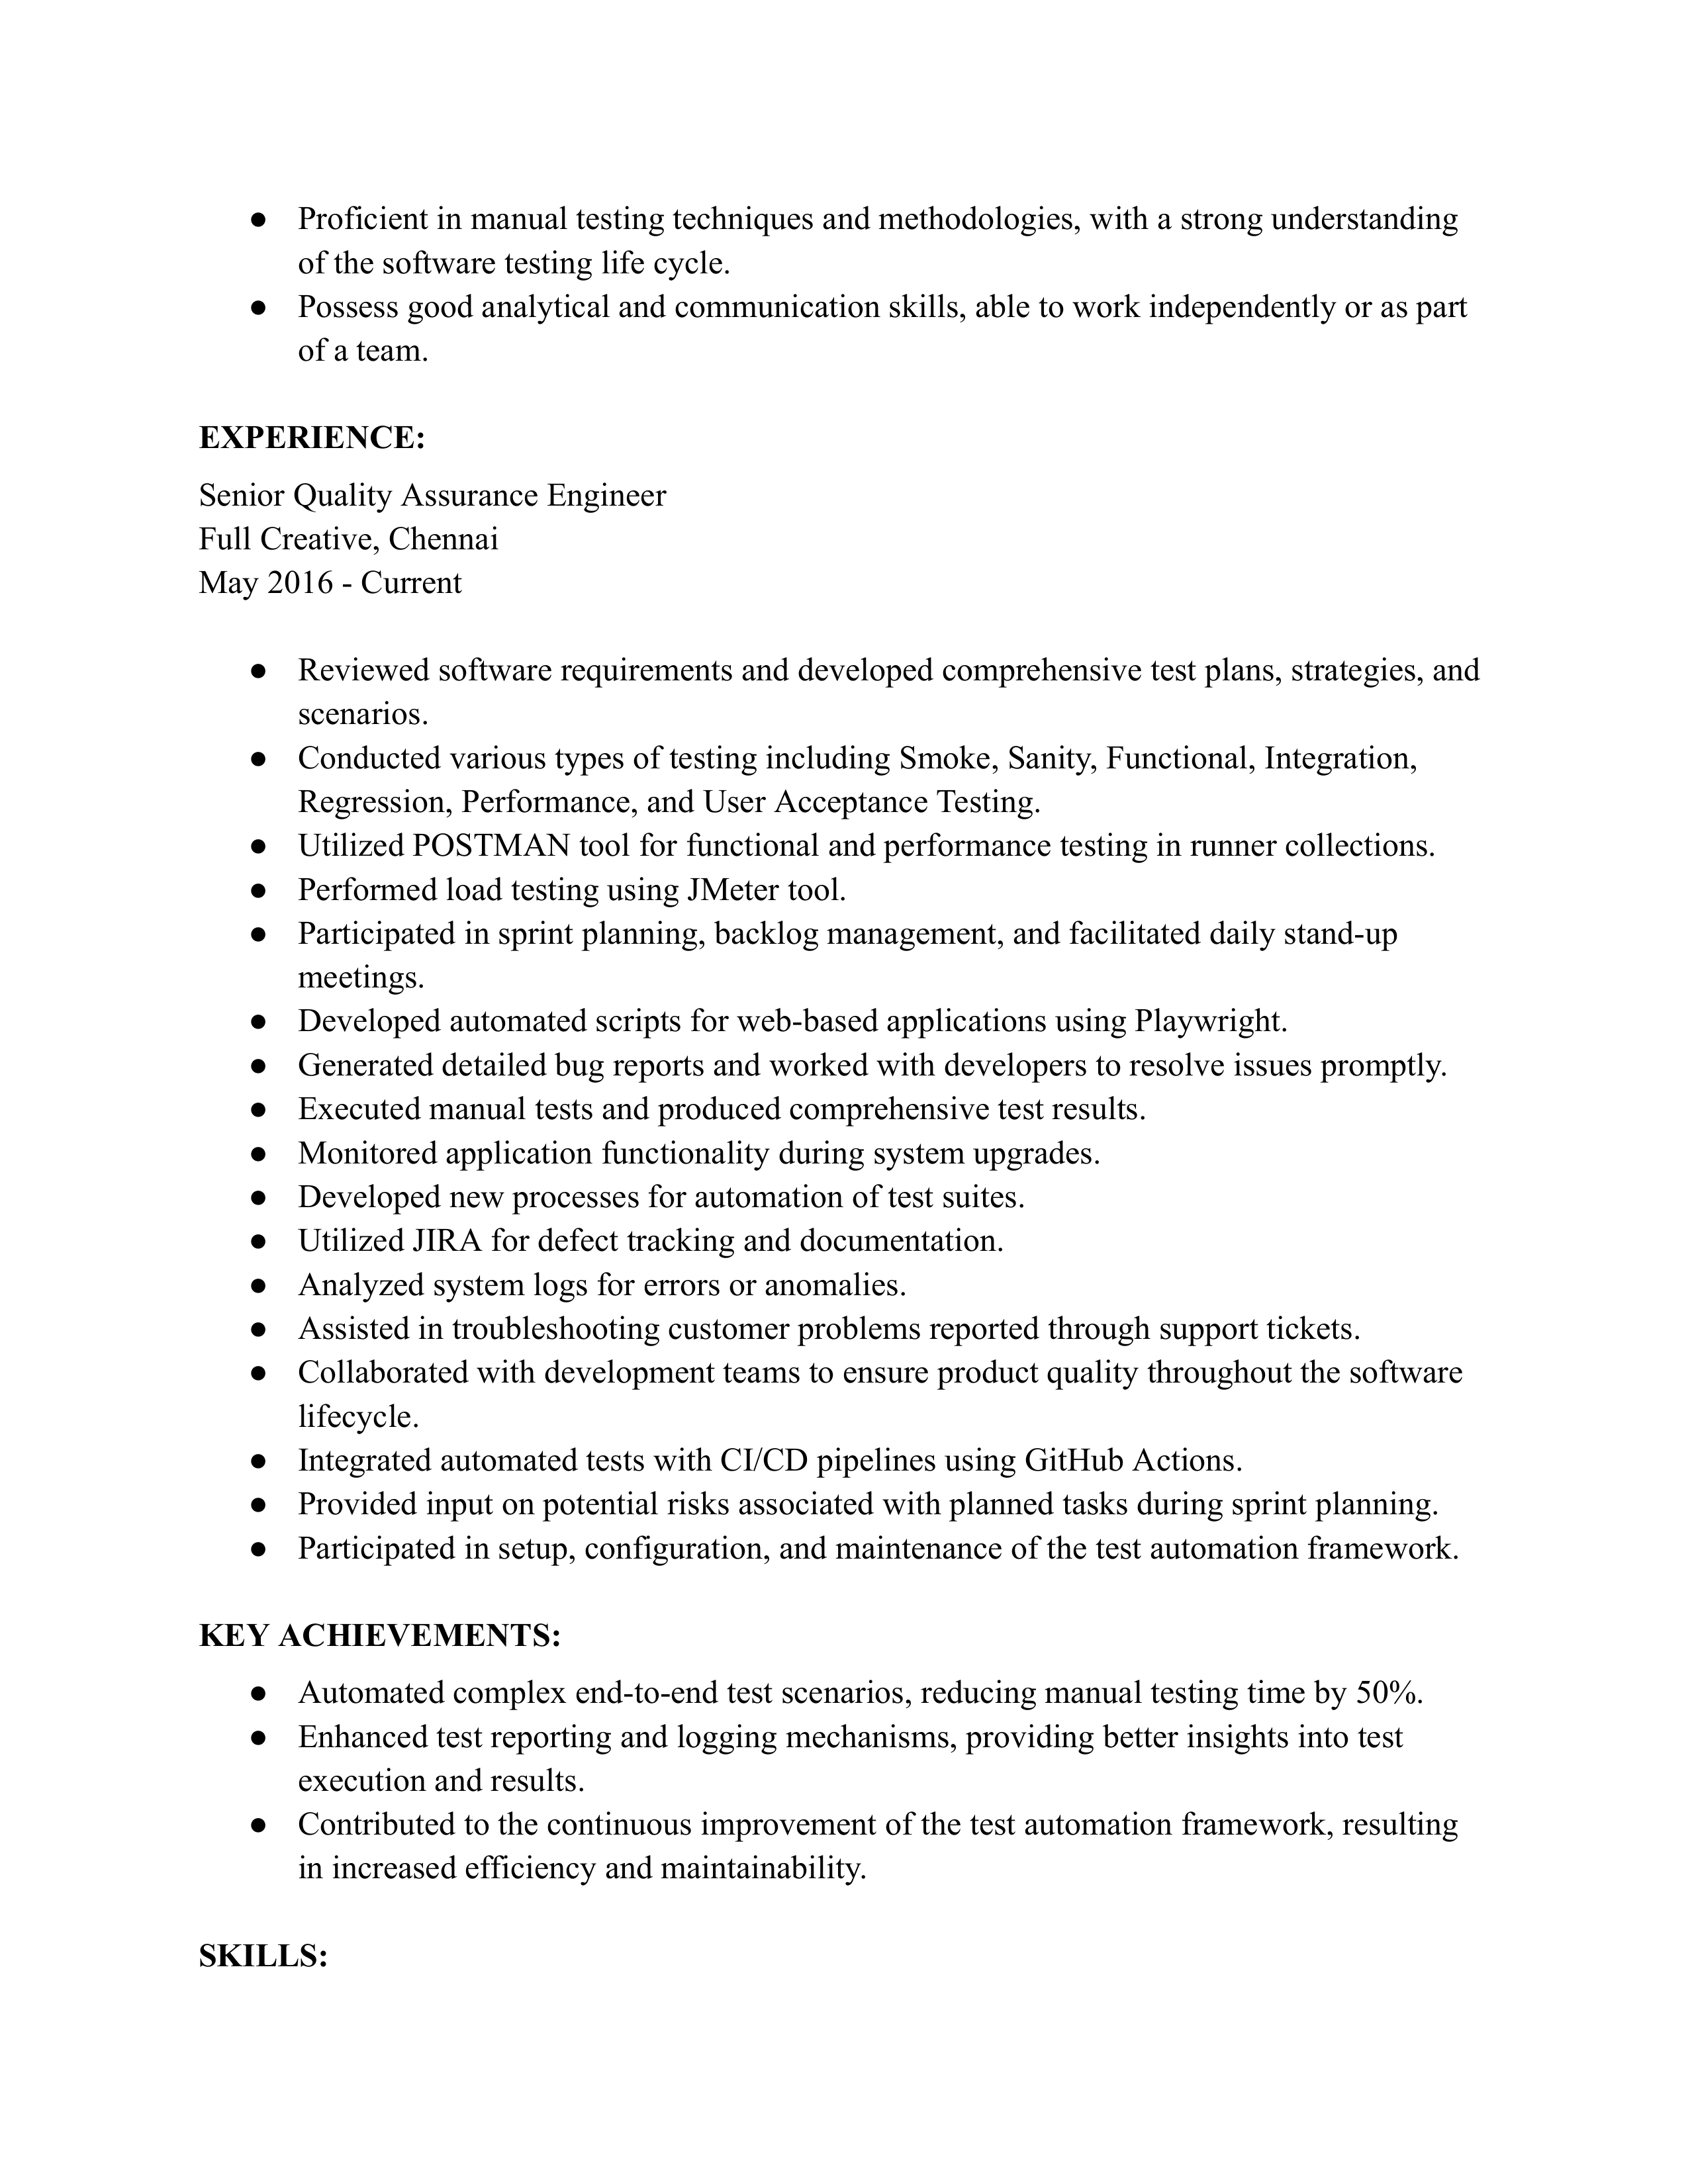 ● Proficient in manual testing techniques and methodologies, with a strong understanding
of the software testing life cycle.
● Possess good analytical and communication skills, able to work independently or as part
of a team.
EXPERIENCE:
Senior Quality Assurance Engineer
Full Creative, Chennai
May 2016 - Current
● Reviewed software requirements and developed comprehensive test plans, strategies, and
scenarios.
● Conducted various types of testing including Smoke, Sanity, Functional, Integration,
Regression, Performance, and User Acceptance Testing.
● Utilized POSTMAN tool for functional and performance testing in runner collections.
● Performed load testing using JMeter tool.
● Participated in sprint planning, backlog management, and facilitated daily stand-up
meetings.
● Developed automated scripts for web-based applications using Playwright.
● Generated detailed bug reports and worked with developers to resolve issues promptly.
● Executed manual tests and produced comprehensive test results.
● Monitored application functionality during system upgrades.
● Developed new processes for automation of test suites.
● Utilized JIRA for defect tracking and documentation.
● Analyzed system logs for errors or anomalies.
● Assisted in troubleshooting customer problems reported through support tickets.
● Collaborated with development teams to ensure product quality throughout the software
lifecycle.
● Integrated automated tests with CI/CD pipelines using GitHub Actions.
● Provided input on potential risks associated with planned tasks during sprint planning.
● Participated in setup, configuration, and maintenance of the test automation framework.
KEY ACHIEVEMENTS:
● Automated complex end-to-end test scenarios, reducing manual testing time by 50%.
● Enhanced test reporting and logging mechanisms, providing better insights into test
execution and results.
● Contributed to the continuous improvement of the test automation framework, resulting
in increased efficiency and maintainability.
SKILLS: